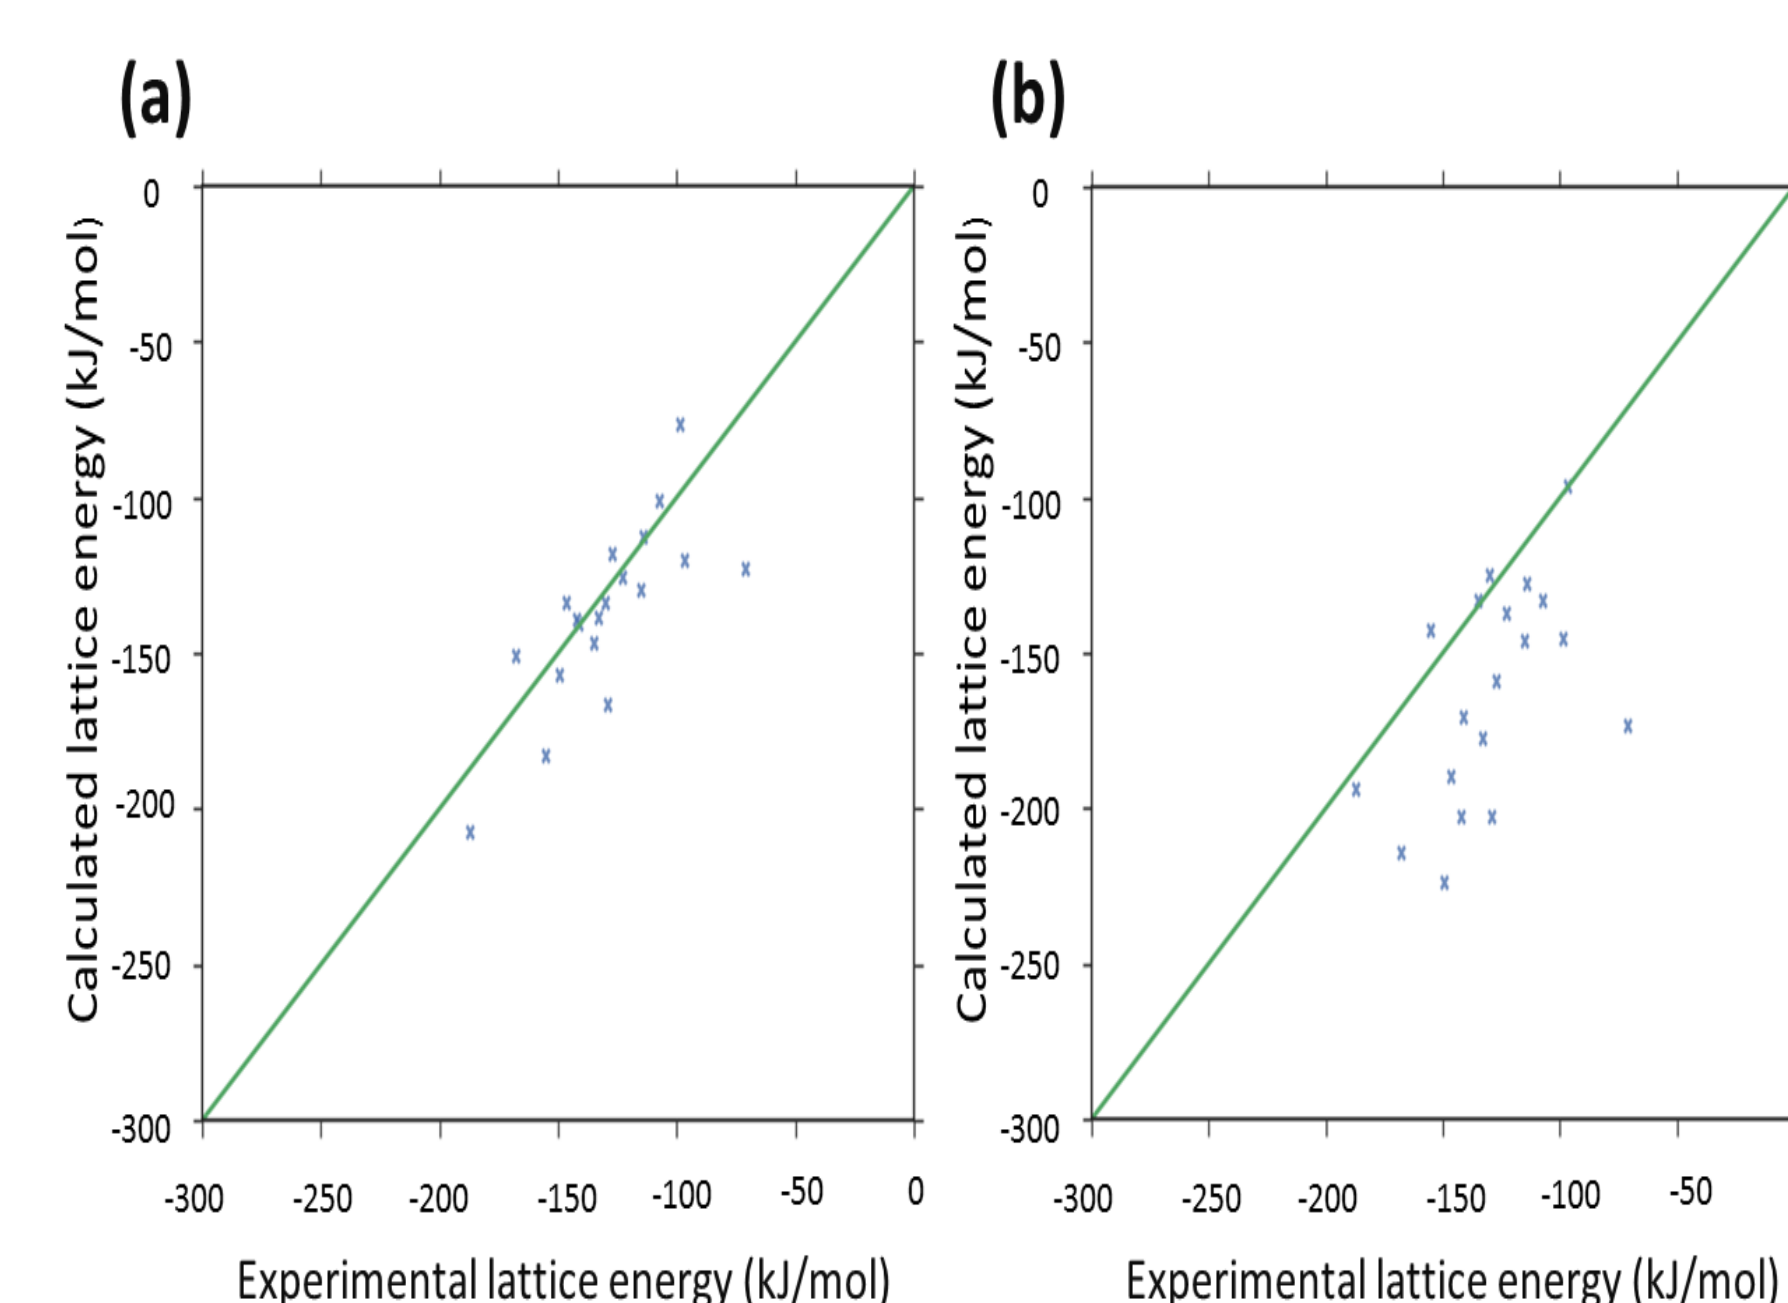 (a)
(b)
Calculated lattice energy (kJ/mol)
0
-50
-100
-150
-200
-250
-300
-300 -250 -200 -150 -100 -50 0
Experimental lattice energy (kJ/mol)
Calculated lattice energy (kJ/mol)
0
-50
-100
-150
-200
-250
-300
-300 -250 -200 -150 -100 -50
Experimental lattice energy (kJ/mol)